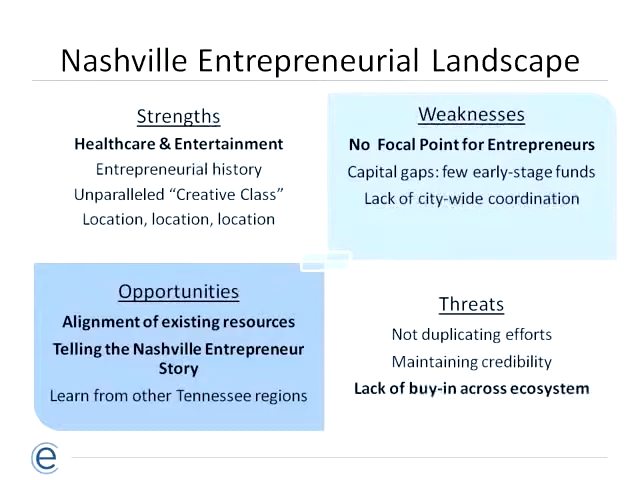 Nashville Entrepreneurial Landscape
Strengths
Healthcare & Entertainment
Entrepreneurial history
Unparalleled “Creative Class”
Location, location, location
Weaknesses
No Focal Point for Entrepreneurs
Capital gaps: few early-stage funds
Lack of city-wide coordination
Opportunities
Alignment of existing resources
Telling the Nashville Entrepreneur
Story
Learn from other Tennessee regions
Threats
Not duplicating efforts
Maintaining credibility
Lack of buy-in across ecosystem
e